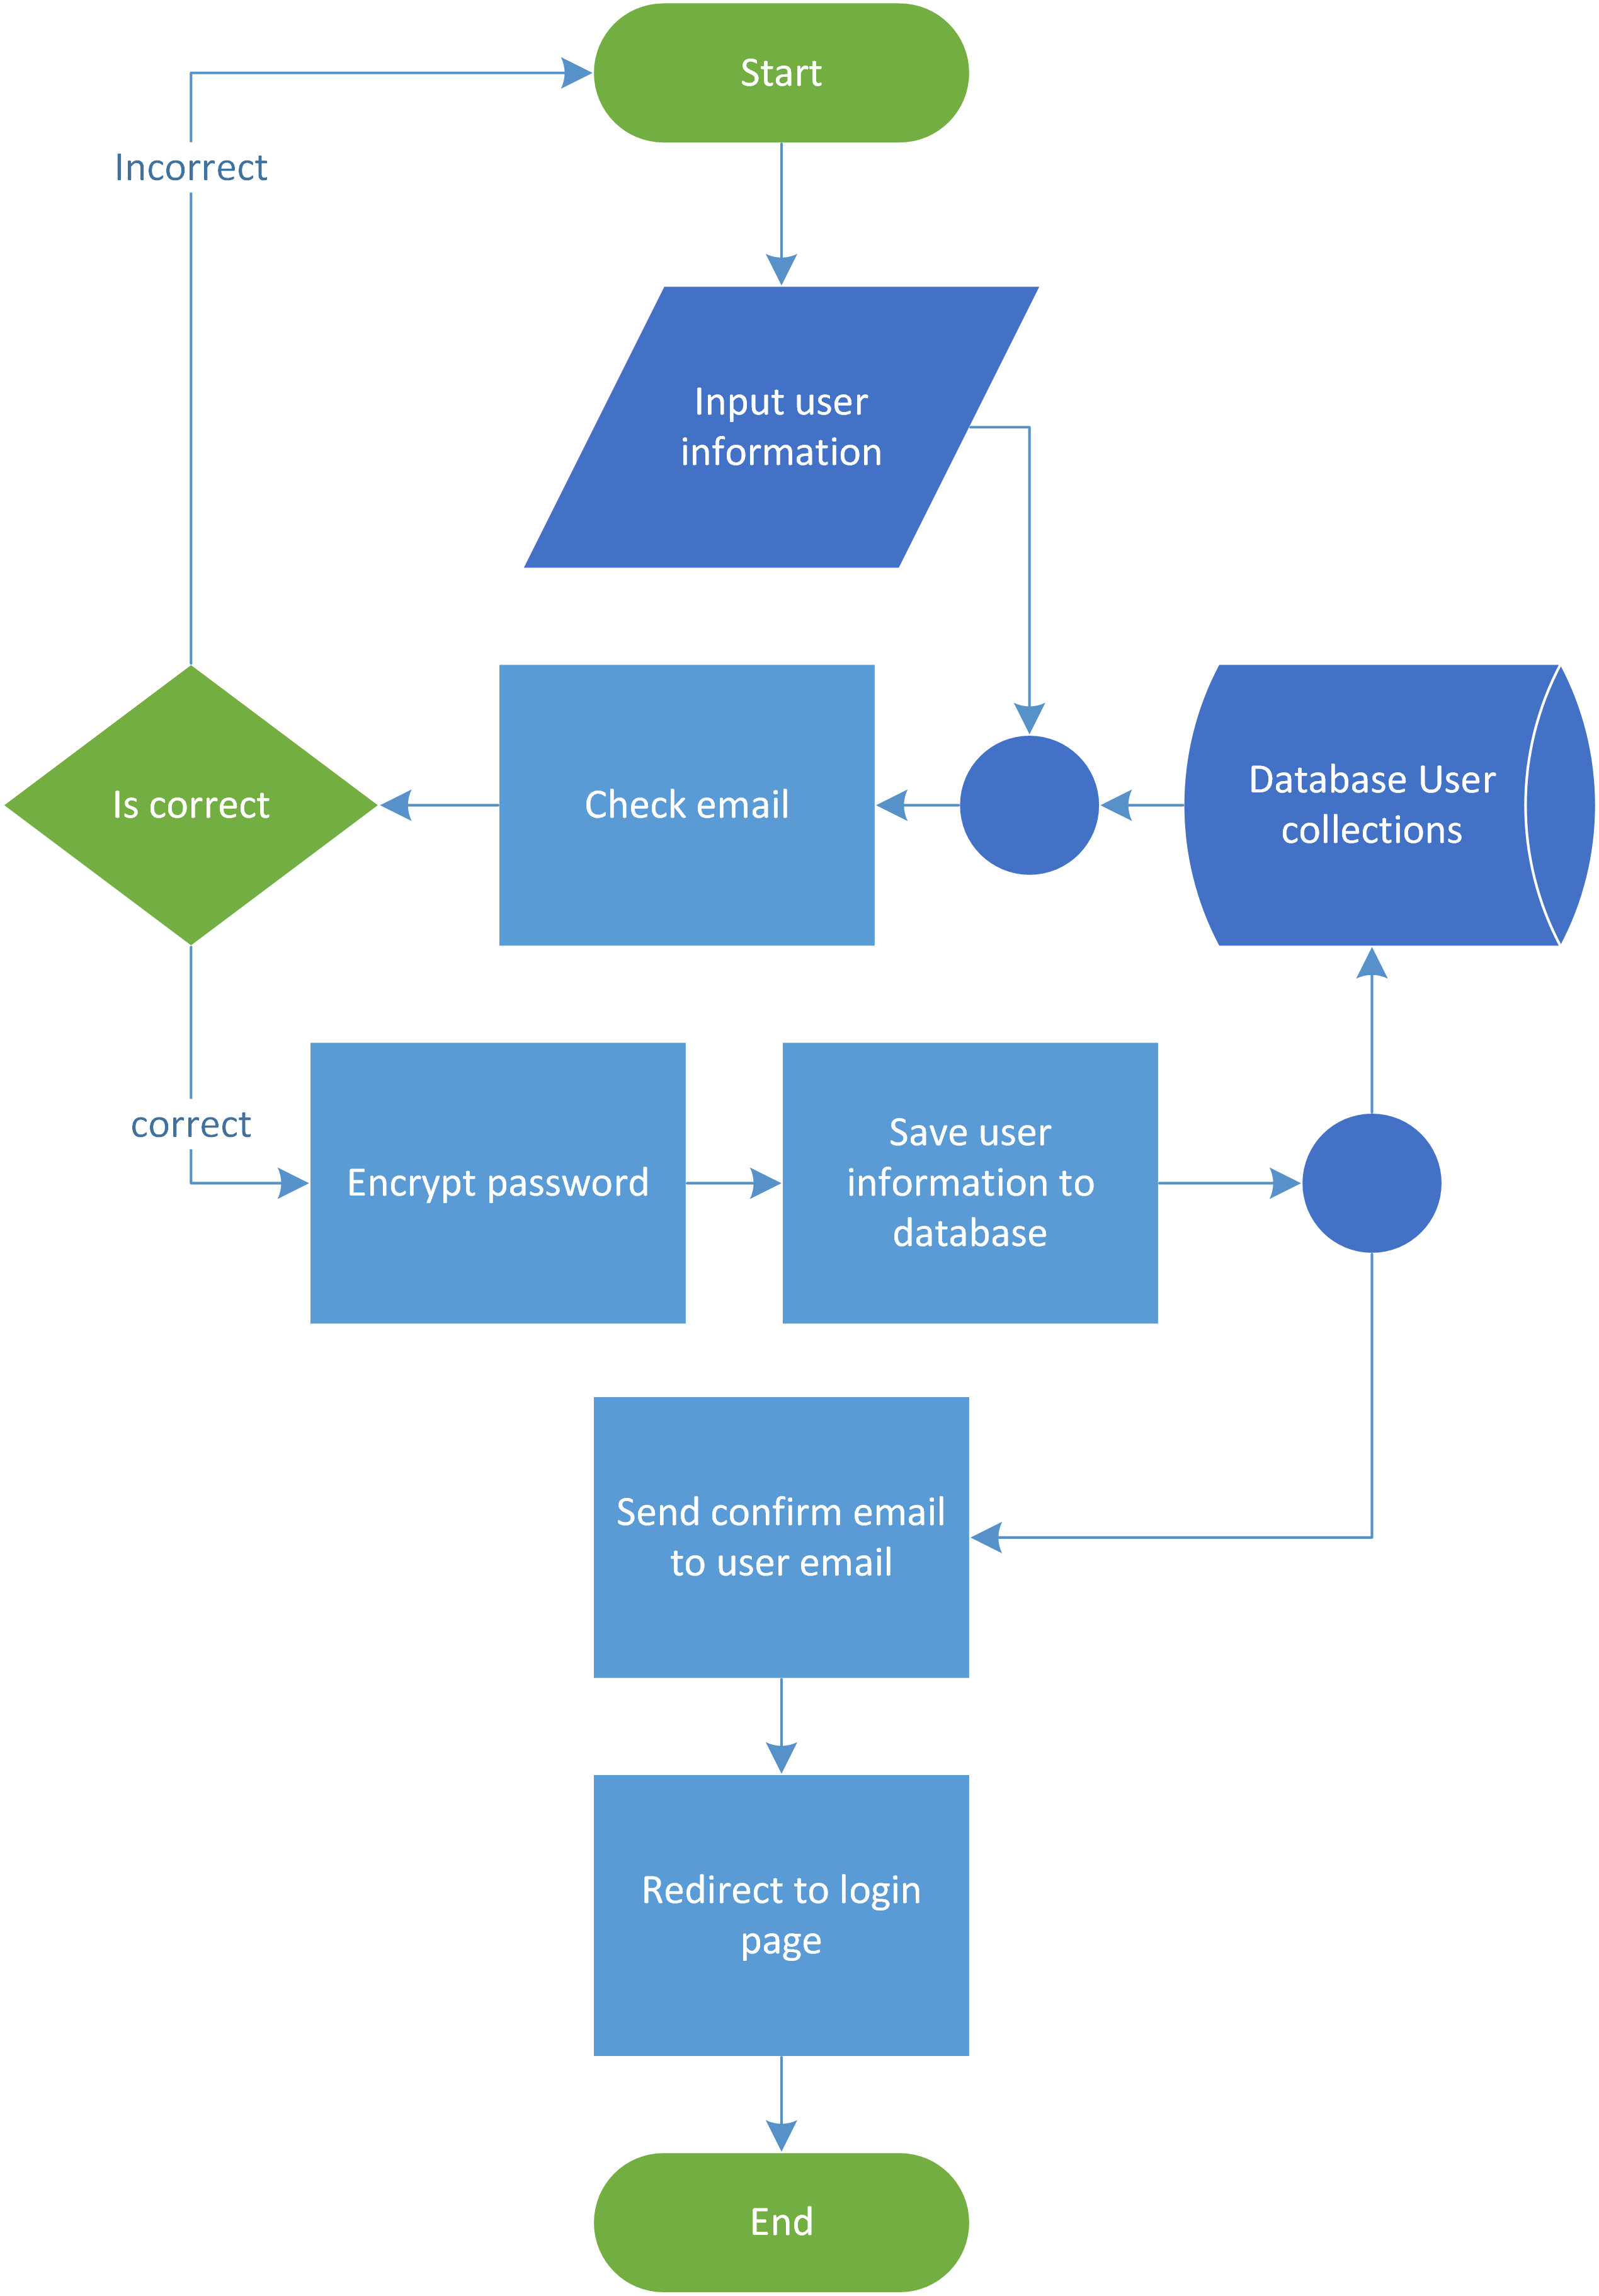 Start
Incorrect
Input user
information
Is correct
Check email
Database User
collections
correct
Encrypt password
Save user
information to
database
Send confirm email
to user email
Redirect to login
page
End